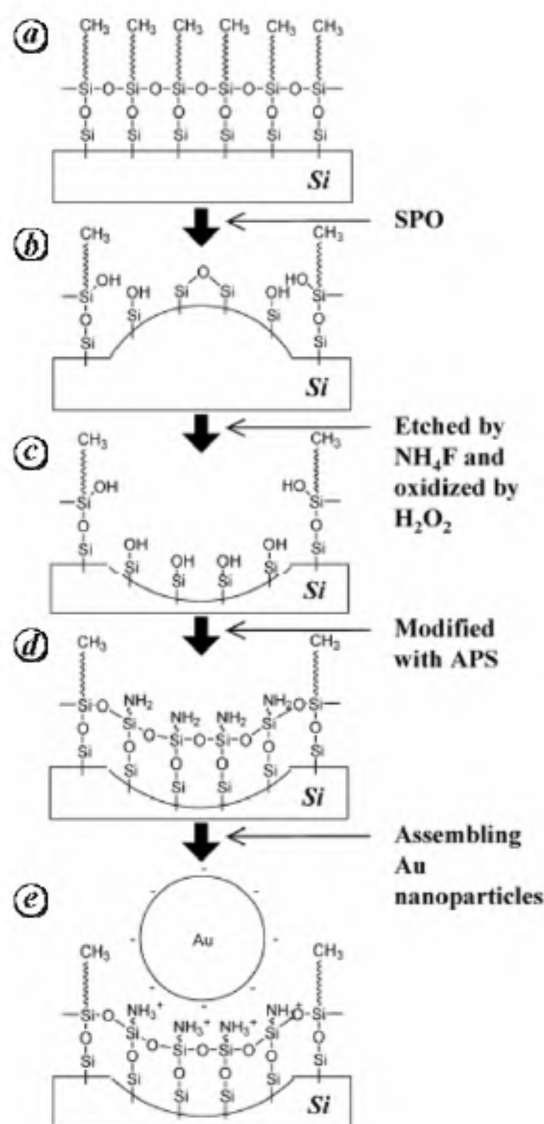 a
CH3 CH3 CH3 CH3 CH3 CH3
Si O Si O Si O Si O Si O Si
O O O O O O
Si Si Si Si Si Si
Si
SPO
b
CH3 CH3
OH OH O OH HO
Si Si Si Si Si Si
O O
Si Si
Si
Etched by
NH4F and
oxidized by
H2O2
c
CH3 CH3
OH HO
Si Si
O OH OH OH OH O
Si Si Si Si Si Si
Si
Modified
with APS
d
CH3 CH3
NH2 NH2 NH2 NH2
Si O Si O Si O Si O Si O Si
O O O O O O
Si Si Si Si Si Si
Si
Assembling
Au
nanoparticles
e
- - - - - - - -
Au
CH3 CH3
NH3+ NH3+ NH3+ NH3+
Si O Si O Si O Si O Si O Si
O O O O O O
Si Si Si Si Si Si
Si